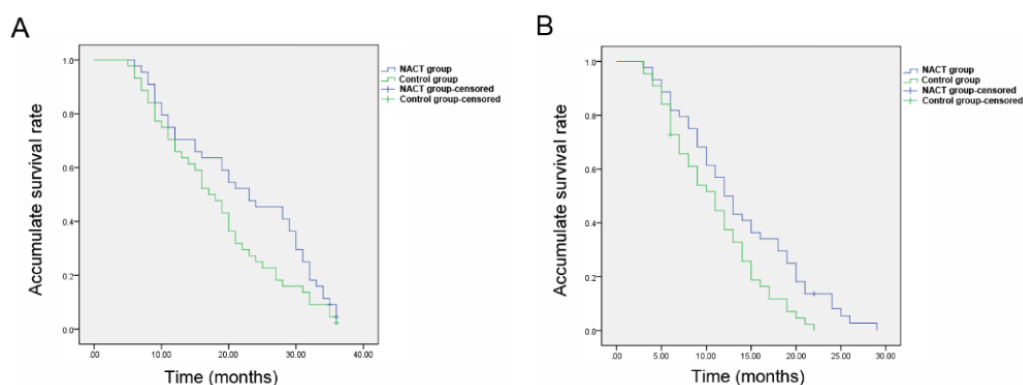 A
NACT group
Control group
NACT group-censored
Control group-censored
1.0
0.8
0.6
0.4
0.2
0.0
Accumulate survival rate
.00 10.00 20.00 30.00 40.00
Time (months)
B
NACT group
Control group
NACT group-censored
Control group-censored
1.0
0.8
0.6
0.4
0.2
0.0
Accumulate survival rate
.00 5.00 10.00 15.00 20.00 25.00 30.00
Time (months)